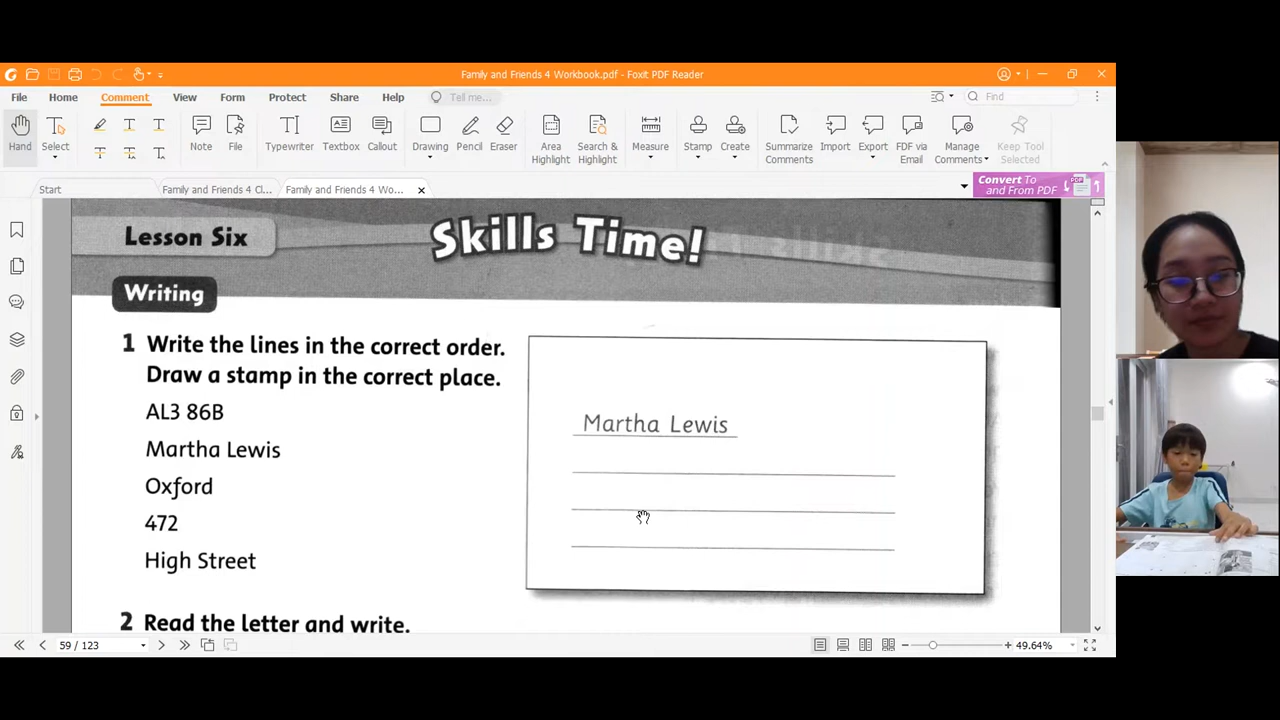 Family and Friends 4 Workbook.pdf - Foxit PDF Reader
File Home Comment View Form Protect Share Help Tell me... Find
Hand Select Note File Typewriter Textbox Callout Drawing Pencil Eraser Area Highlight Search & Highlight Measure Stamp Create Summarize Comments Import Export FDF via Email Manage Comments Keep Tool Selected
Start Family and Friends 4 Cl... Family and Friends 4 Wo... Convert To and From PDF
Lesson Six
Skills Time!
Writing
1 Write the lines in the correct order.
Draw a stamp in the correct place.
AL3 86B
Martha Lewis
Oxford
472
High Street
Martha Lewis
2 Read the letter and write.
59 / 123
49.64%